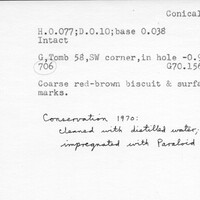 Conical
H.0.077;D.0.10;base 0.038
Intact
G,Tomb 58,SW corner,in hole -0.9
706 G70.156
Coarse red-brown biscuit & surfa
marks.
Conservation 1970:
cleaned with distilled water,
impregnated with Paraloid